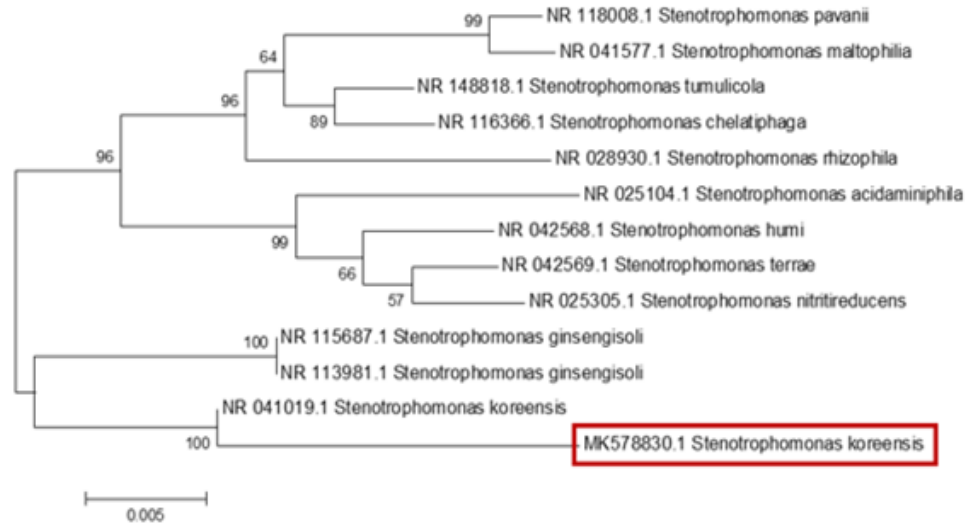 99
NR 118008.1 Stenotrophomonas pavanii
NR 041577.1 Stenotrophomonas maltophilia
64
NR 148818.1 Stenotrophomonas tumulicola
89
NR 116366.1 Stenotrophomonas chelatiphaga
96
NR 028930.1 Stenotrophomonas rhizophila
96
NR 025104.1 Stenotrophomonas acidaminiphila
99
NR 042568.1 Stenotrophomonas humi
66
NR 042569.1 Stenotrophomonas terrae
57
NR 025305.1 Stenotrophomonas nitritireducens
100
NR 115687.1 Stenotrophomonas ginsengisoli
NR 113981.1 Stenotrophomonas ginsengisoli
NR 041019.1 Stenotrophomonas koreensis
100
MK578830.1 Stenotrophomonas koreensis
0.005